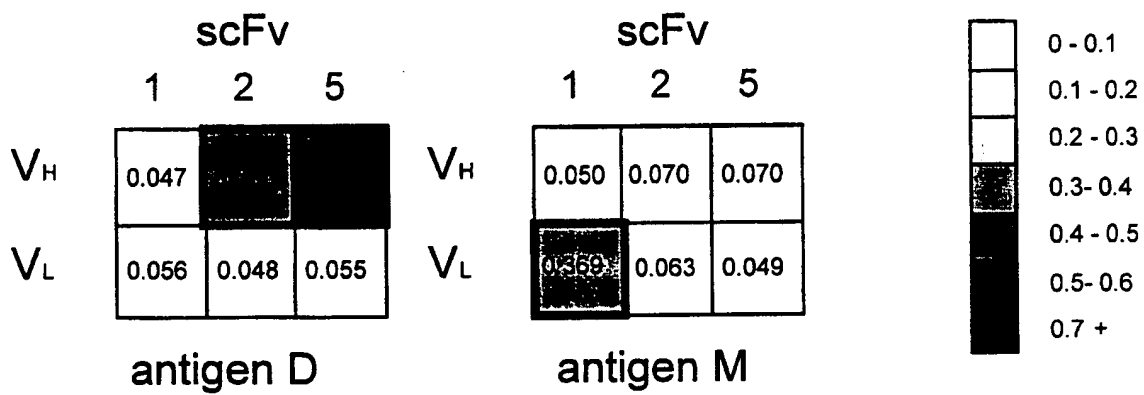 scFv
1 2 5
VH 0.047
VL 0.056 0.048 0.055
antigen D
scFv
1 2 5
VH 0.050 0.070 0.070
VL 0.369 0.063 0.049
antigen M
0 - 0.1
0.1 - 0.2
0.2 - 0.3
0.3- 0.4
0.4 - 0.5
0.5- 0.6
0.7 +